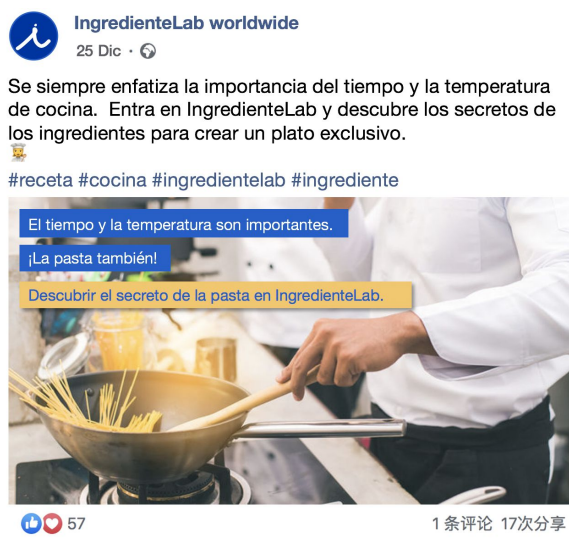 IngredienteLab worldwide
25 Dic ·
Se siempre enfatiza la importancia del tiempo y la temperatura
de cocina. Entra en IngredienteLab y descubre los secretos de
los ingredientes para crear un plato exclusivo.
#receta #cocina #ingredientelab #ingrediente
El tiempo y la temperatura son importantes.
¡La pasta también!
Descubrir el secreto de la pasta en IngredienteLab.
57 1 条评论 17次分享